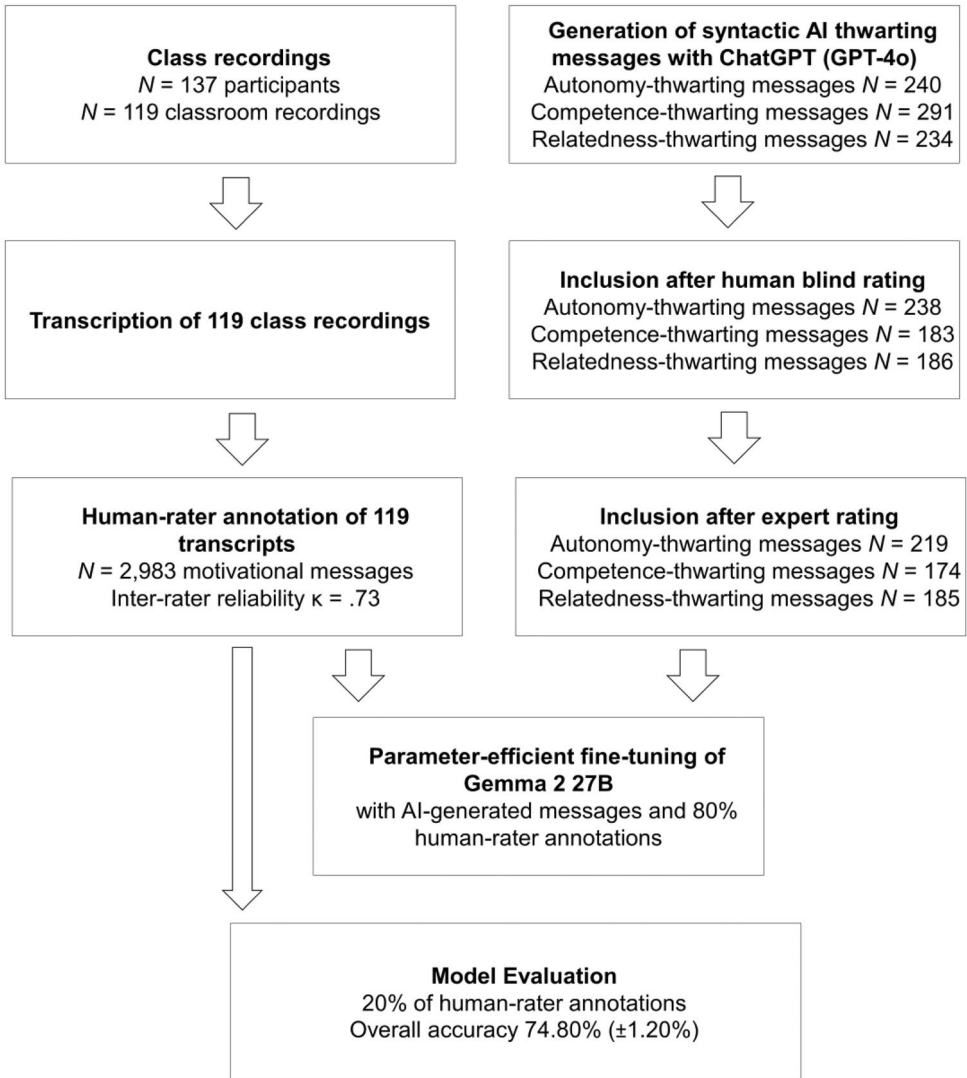 Class recordings
N = 137 participants
N = 119 classroom recordings
Generation of syntactic AI thwarting
messages with ChatGPT (GPT-4o)
Autonomy-thwarting messages N = 240
Competence-thwarting messages N = 291
Relatedness-thwarting messages N = 234
Transcription of 119 class recordings
Inclusion after human blind rating
Autonomy-thwarting messages N = 238
Competence-thwarting messages N = 183
Relatedness-thwarting messages N = 186
Human-rater annotation of 119
transcripts
N = 2,983 motivational messages
Inter-rater reliability κ = .73
Inclusion after expert rating
Autonomy-thwarting messages N = 219
Competence-thwarting messages N = 174
Relatedness-thwarting messages N = 185
Parameter-efficient fine-tuning of
Gemma 2 27B
with AI-generated messages and 80%
human-rater annotations
Model Evaluation
20% of human-rater annotations
Overall accuracy 74.80% (±1.20%)